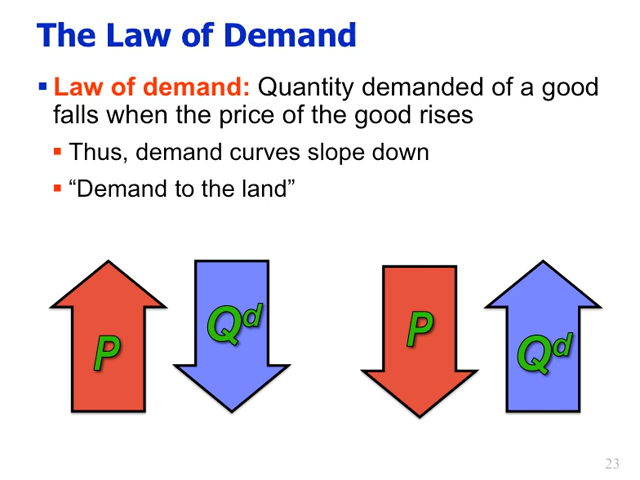 The Law of Demand
Law of demand: Quantity demanded of a good
falls when the price of the good rises
Thus, demand curves slope down
“Demand to the land”
P
Qd
P
Qd
23